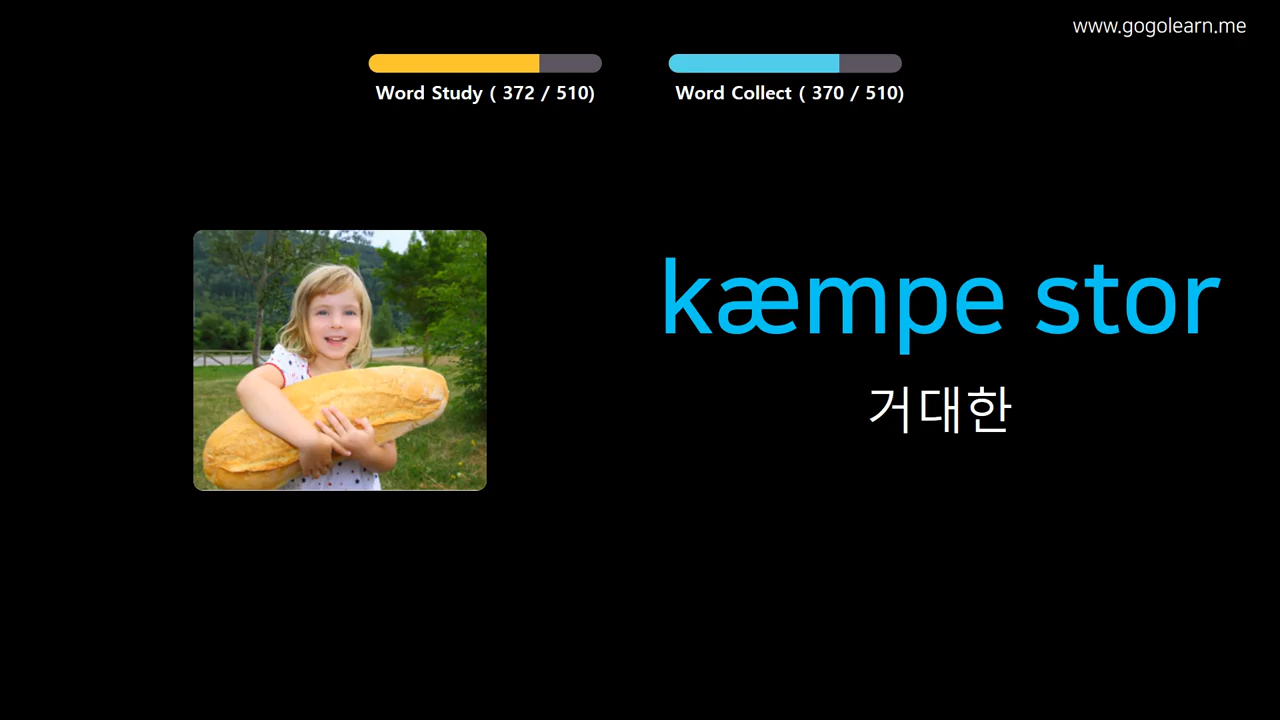 www.gogolearn.me
Word Study ( 372 / 510)
Word Collect ( 370 / 510)
kæmpe stor
거대한